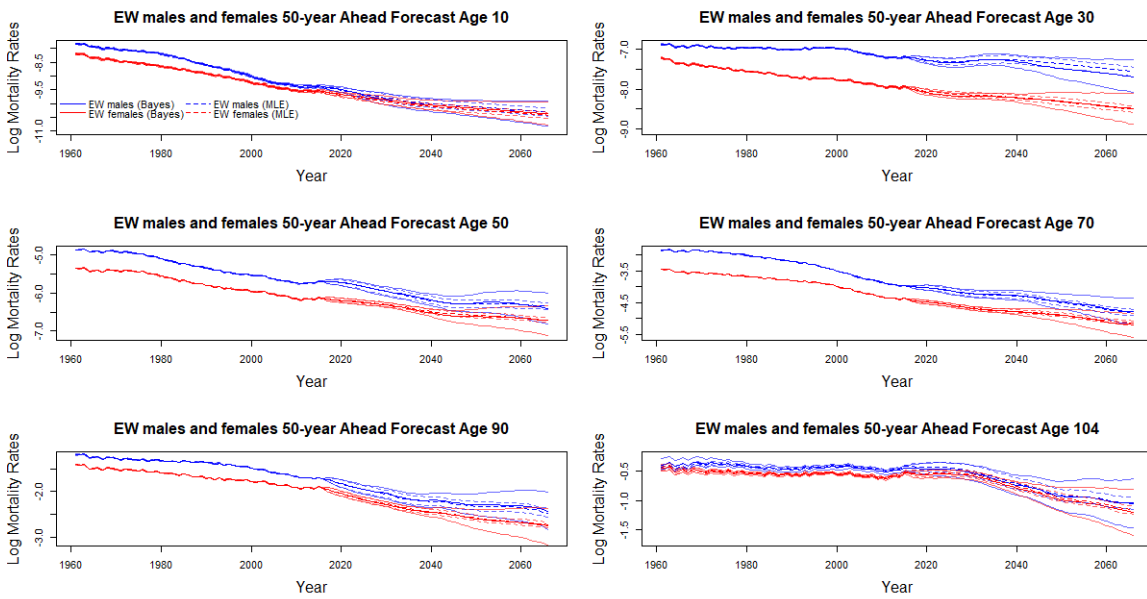 EW males and females 50-year Ahead Forecast Age 10
Log Mortality Rates
-8.5
-9.5
-11.0
EW males (Bayes)
EW females (Bayes)
EW males (MLE)
EW females (MLE)
1960 1980 2000 2020 2040 2060
Year
EW males and females 50-year Ahead Forecast Age 30
Log Mortality Rates
-7.0
-8.0
-9.0
1960 1980 2000 2020 2040 2060
Year
EW males and females 50-year Ahead Forecast Age 50
Log Mortality Rates
-5.0
-6.0
-7.0
1960 1980 2000 2020 2040 2060
Year
EW males and females 50-year Ahead Forecast Age 70
Log Mortality Rates
-3.5
-4.5
-5.5
1960 1980 2000 2020 2040 2060
Year
EW males and females 50-year Ahead Forecast Age 90
Log Mortality Rates
-2.0
-3.0
1960 1980 2000 2020 2040 2060
Year
EW males and females 50-year Ahead Forecast Age 104
Log Mortality Rates
-0.5
-1.0
-1.5
1960 1980 2000 2020 2040 2060
Year